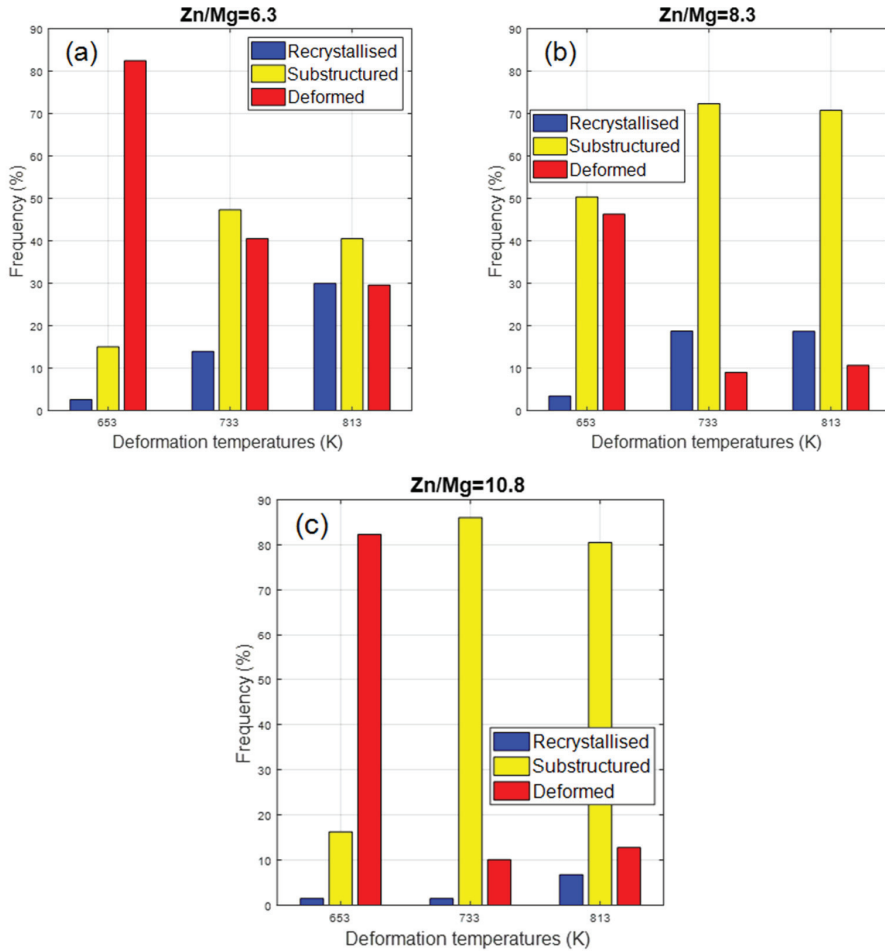 Zn/Mg=6.3
(a)
Recrystallised
Substructured
Deformed
90
80
70
60
50
40
30
20
10
0
Frequency (%)
653 733 813
Deformation temperatures (K)
Zn/Mg=8.3
(b)
Recrystallised
Substructured
Deformed
90
80
70
60
50
40
30
20
10
0
Frequency (%)
653 733 813
Deformation temperatures (K)
Zn/Mg=10.8
(c)
Recrystallised
Substructured
Deformed
90
80
70
60
50
40
30
20
10
0
Frequency (%)
653 733 813
Deformation temperatures (K)